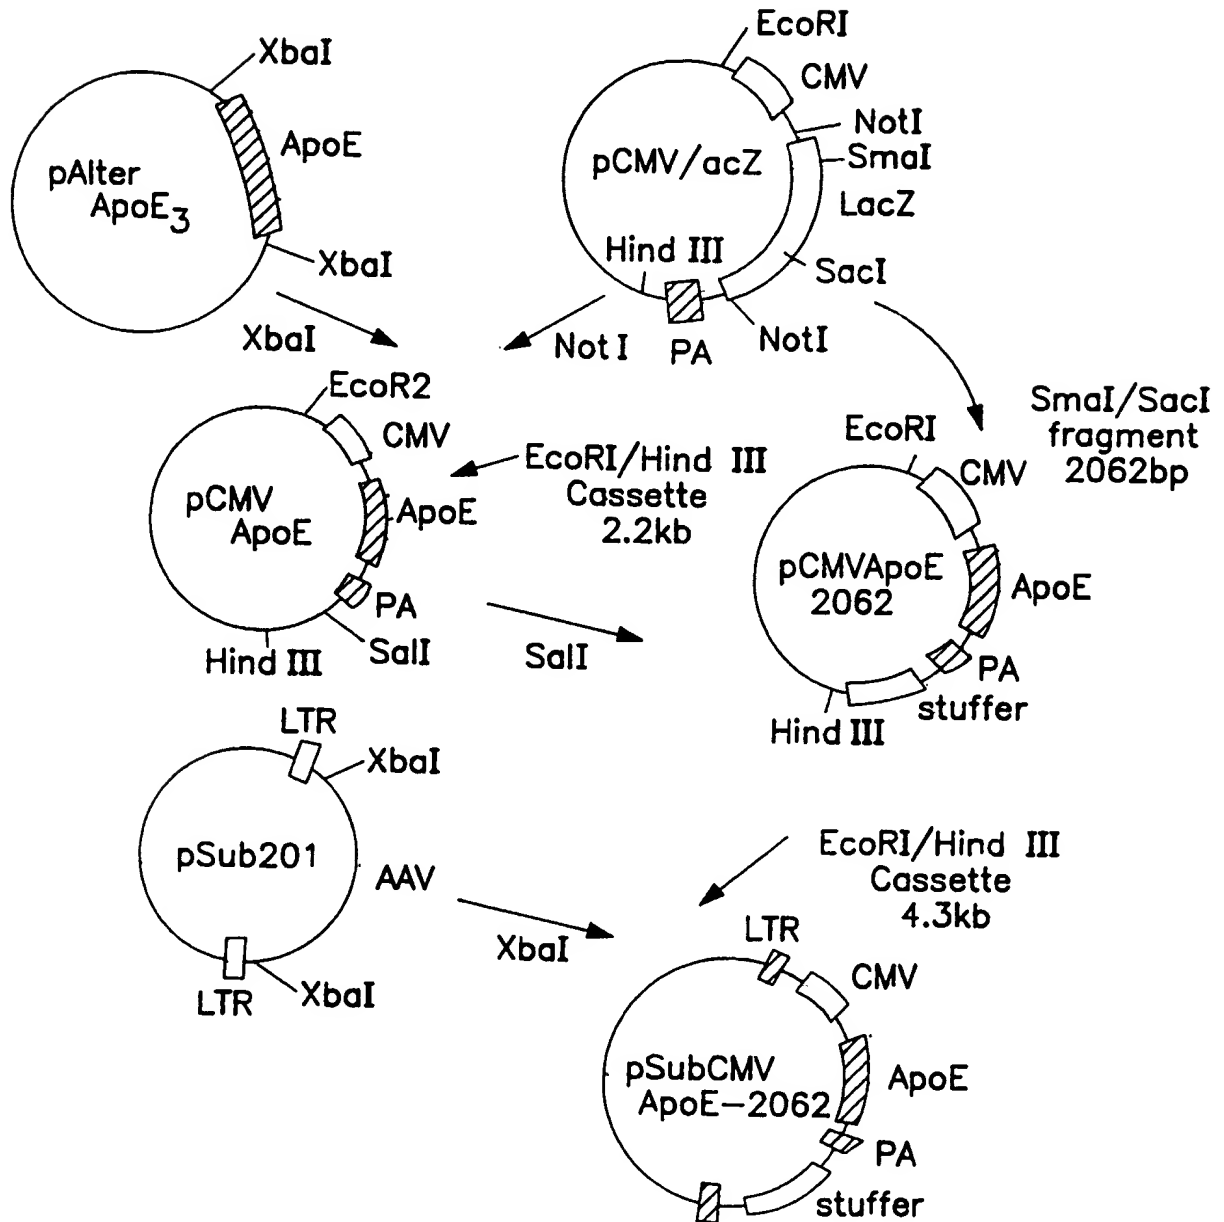 XbaI
ApoE
pAlter
ApoE3
XbaI
XbaI
EcoRI
CMV
NotI
SmaI
pCMV/acZ
LacZ
Hind III
SacI
NotI
PA
Not I
EcoR2
CMV
pCMV
ApoE
ApoE
EcoRI/Hind III
Cassette
2.2kb
PA
SalI
Hind III
SalI
SmaI/SacI
fragment
2062bp
EcoRI
CMV
pCMVApoE
2062
ApoE
PA
stuffer
Hind III
LTR
XbaI
pSub201
AAV
LTR
XbaI
XbaI
EcoRI/Hind III
Cassette
4.3kb
LTR
CMV
pSubCMV
ApoE-2062
ApoE
PA
stuffer